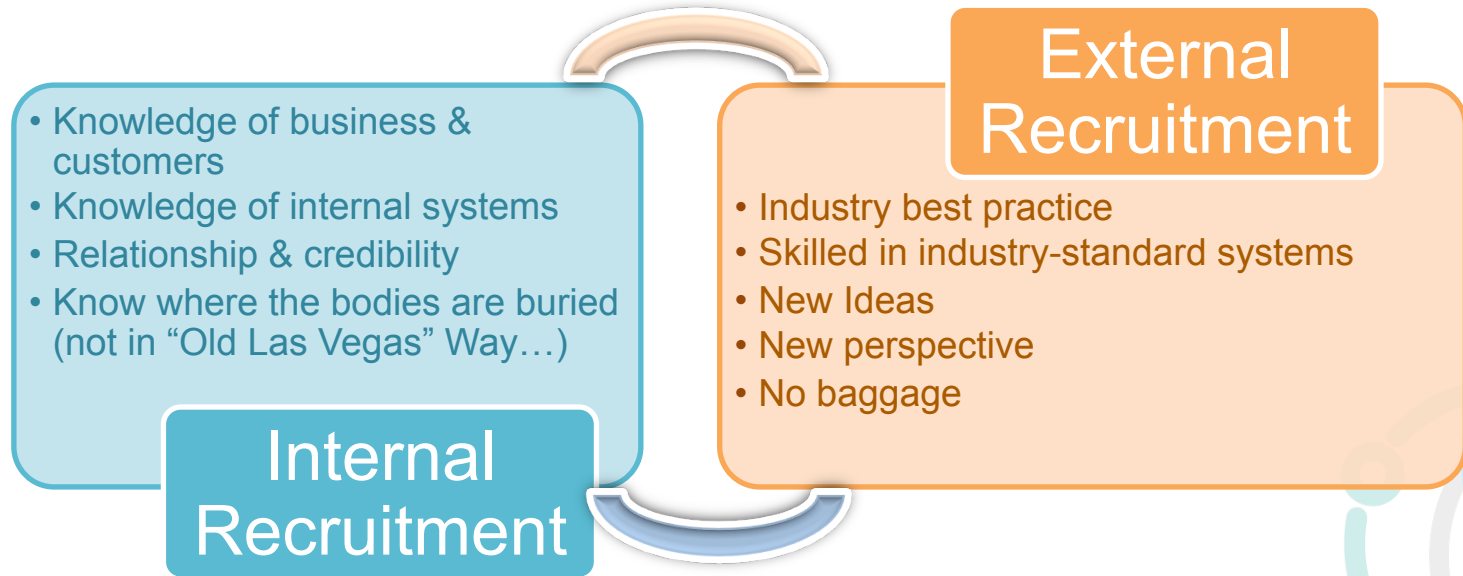 • Knowledge of business &
customers
• Knowledge of internal systems
• Relationship & credibility
• Know where the bodies are buried
(not in “Old Las Vegas” Way…)
Internal
Recruitment
External
Recruitment
• Industry best practice
• Skilled in industry-standard systems
• New Ideas
• New perspective
• No baggage